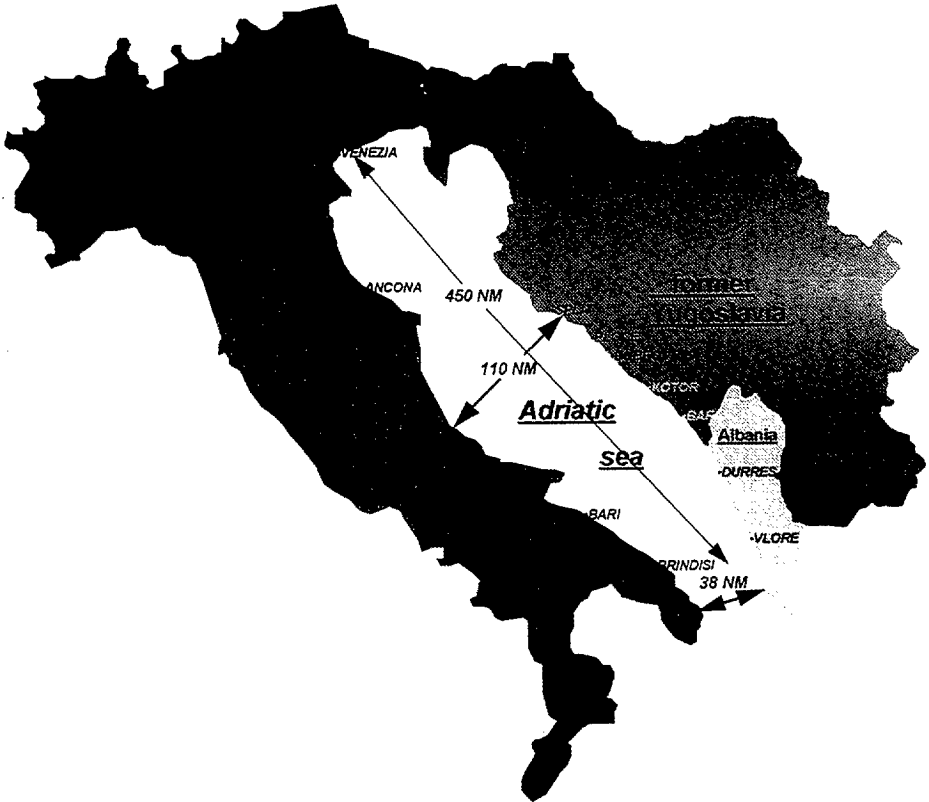 VENEZIA
ANCONA
450 NM
former
Yugoslavia
110 NM
KOTOR
Adriatic
BAR
Albania
sea
-DURRES
-BARI
-VLORE
BRINDISI
38 NM